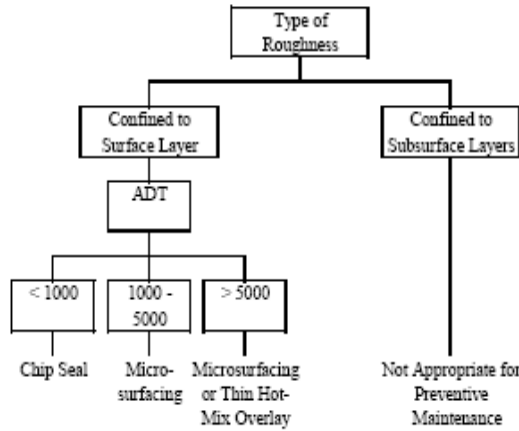 Type of
Roughness
Confined to
Surface Layer
Confined to
Subsurface Layers
ADT
< 1000
1000 -
5000
> 5000
Chip Seal
Micro-
surfacing
Microsurfacing
or Thin Hot-
Mix Overlay
Not Appropriate for
Preventive
Maintenance